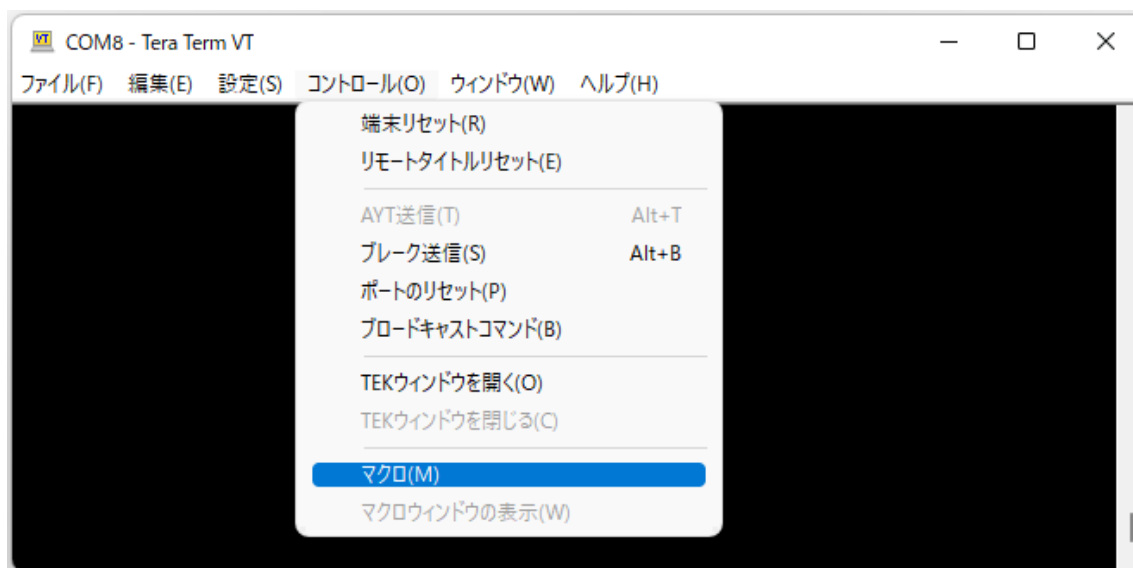 COM8 - Tera Term VT
ファイル(F) 編集(E) 設定(S) コントロール(O) ウィンドウ(W) ヘルプ(H)
端末リセット(R)
リモートタイトルリセット(E)
AYT送信(T) Alt+T
ブレーク送信(S) Alt+B
ポートのリセット(P)
ブロードキャストコマンド(B)
TEKウィンドウを開く(O)
TEKウィンドウを閉じる(C)
マクロ(M)
マクロウィンドウの表示(W)